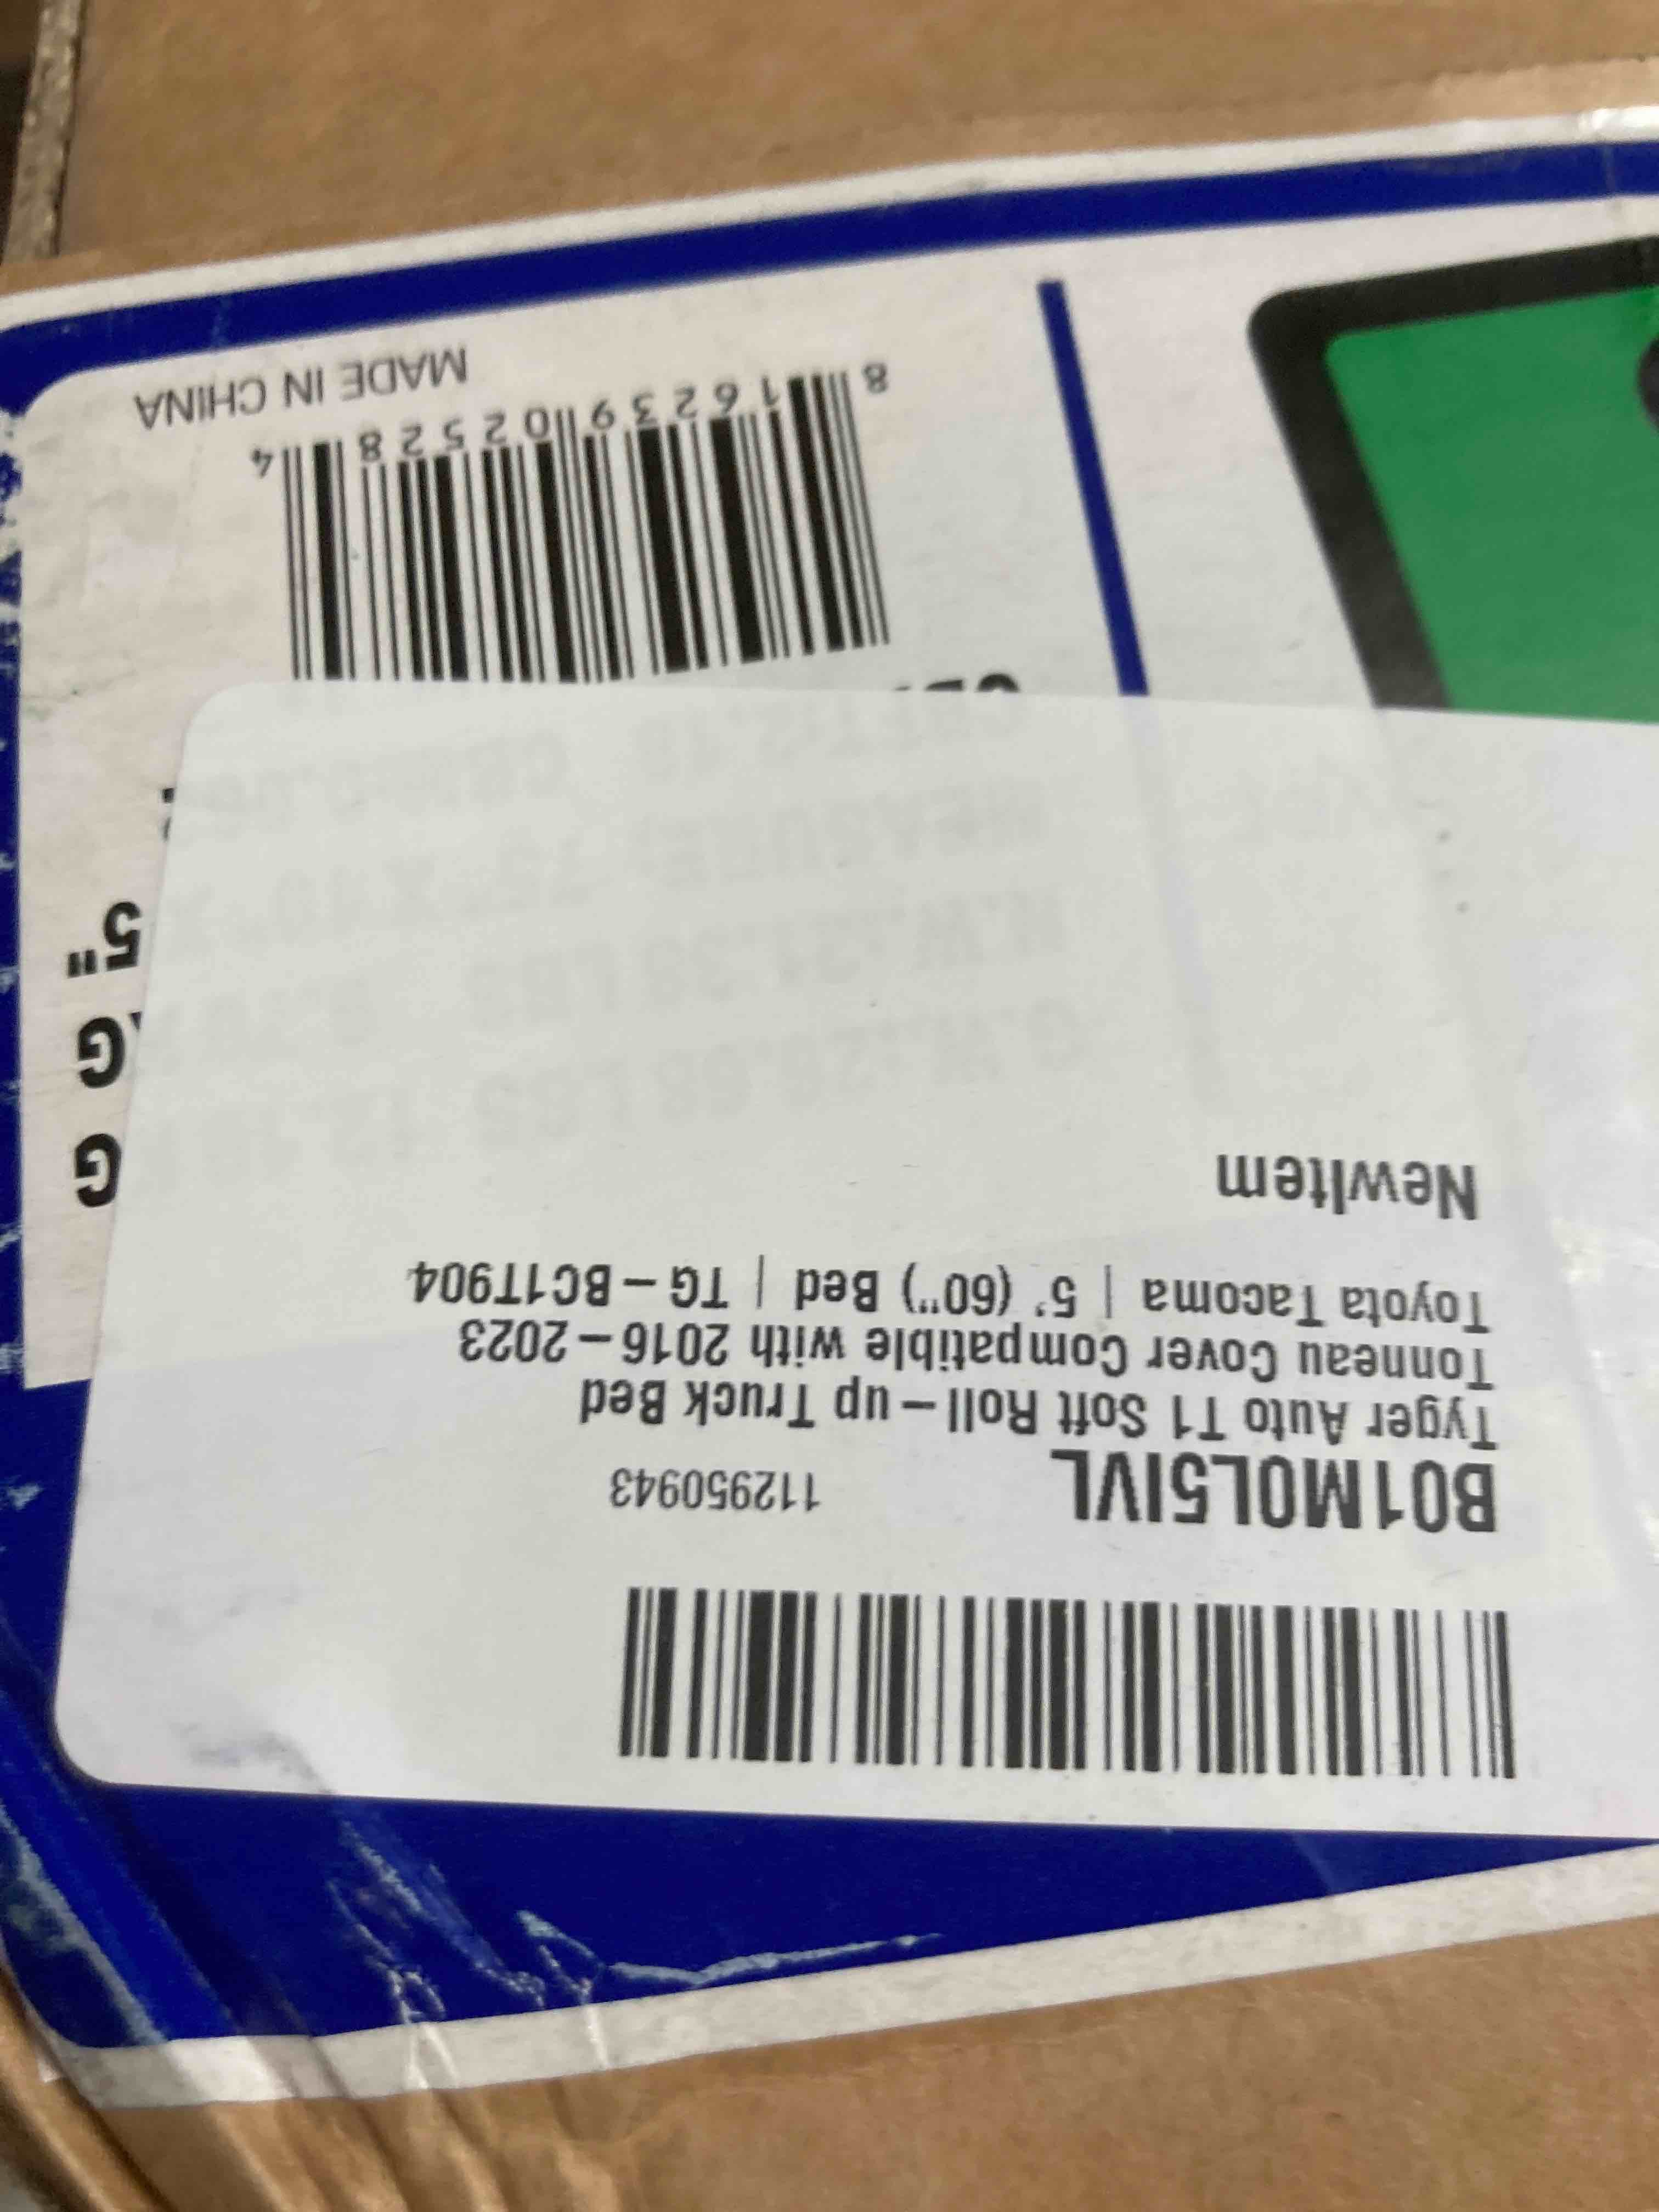 B01M0L5IVL 112950943
Tyger Auto T1 Soft Roll-up Truck Bed
Tonneau Cover Compatible with 2016-2023
Toyota Tacoma | 5' (60") Bed | TG-BC1T904
NewItem
G
G
5"
8 16239 02528 4
MADE IN CHINA